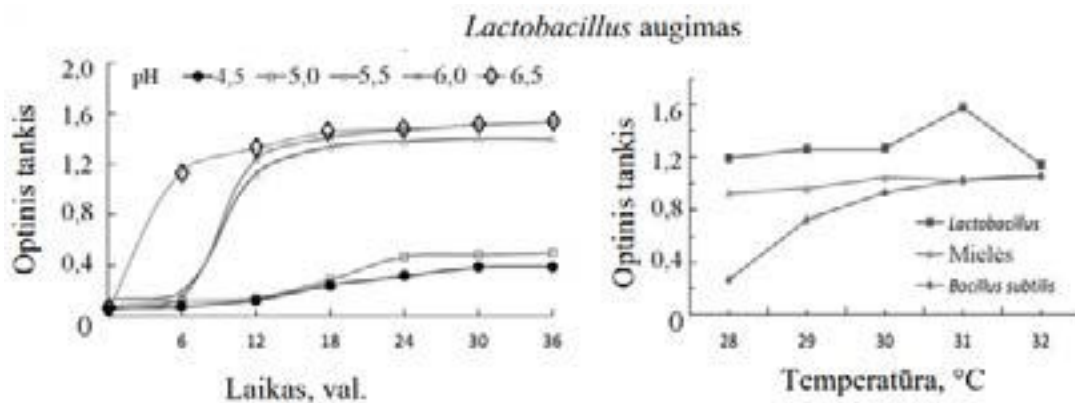 Lactobacillus augimas
pH 4,5 5,0 5,5 6,0 6,5
Optinis tankis
2,0
1,6
1,2
0,8
0,4
0
6 12 18 24 30 36
Laikas, val.
Optinis tankis
1,6
1,2
0,8
0,4
0
Lactobacillus
Mielės
Bacillus subtilis
28 29 30 31 32
Temperatūra, °C